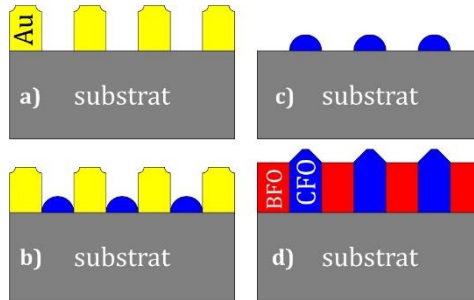 Au
a) substrat
b) substrat
c) substrat
BFO
CFO
d) substrat